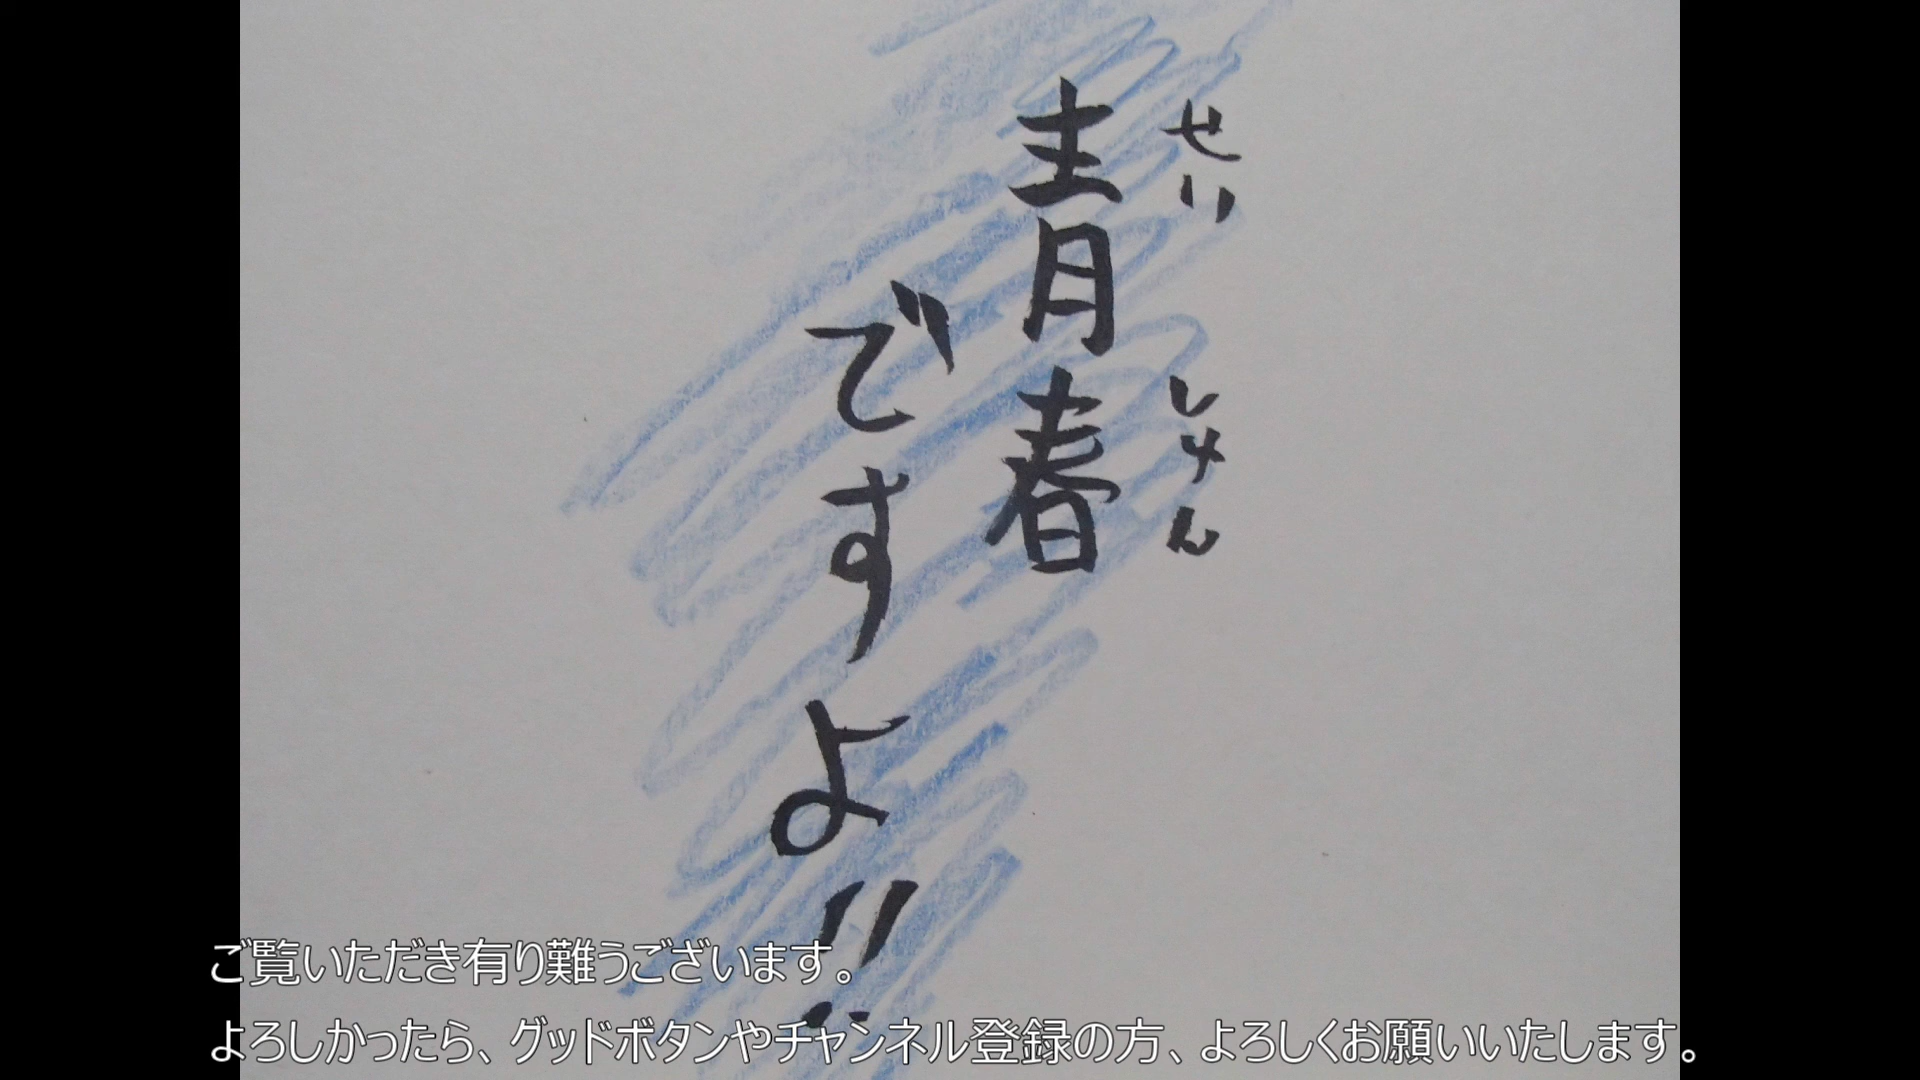 青春
せいしゅん
ですよ!!
ご覧いただき有り難うございます。
よろしかったら、グッドボタンやチャンネル登録の方、よろしくお願いいたします。